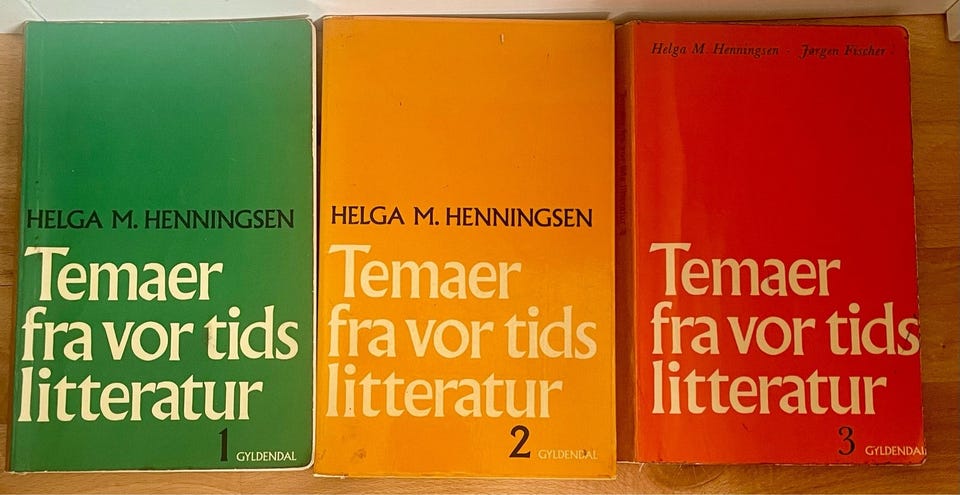 HELGA M. HENNINGSEN
Temaer
fra vor tids
litteratur
1 GYLDENDAL
HELGA M. HENNINGSEN
Temaer
fra vor tids
litteratur
2 GYLDENDAL
Helga M. Henningsen · Jørgen Fischer
Temaer
fra vor tids
litteratur
3 GYLDENDAL